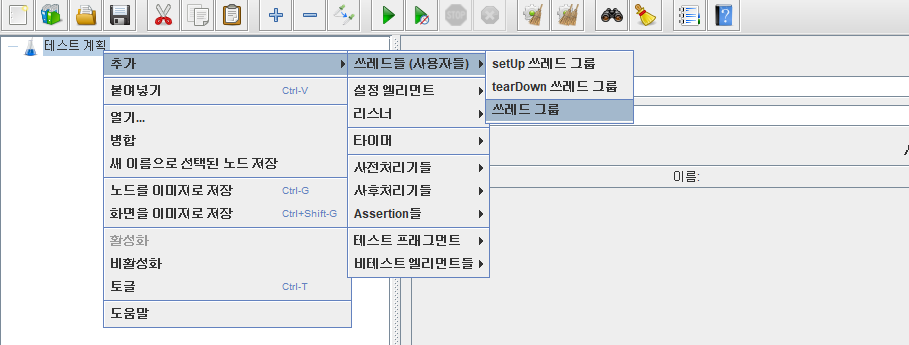 테스트 계획
추가
붙여넣기 Ctrl-V
열기...
병합
새 이름으로 선택된 노드 저장
노드를 이미지로 저장 Ctrl-G
화면을 이미지로 저장 Ctrl+Shift-G
활성화
비활성화
토글 Ctrl-T
도움말
쓰레드들 (사용자들)
설정 엘리먼트
리스너
타이머
사전처리기들
사후처리기들
Assertion들
테스트 프래그먼트
비테스트 엘리먼트들
setUp 쓰레드 그룹
tearDown 쓰레드 그룹
쓰레드 그룹
이름:
STOP